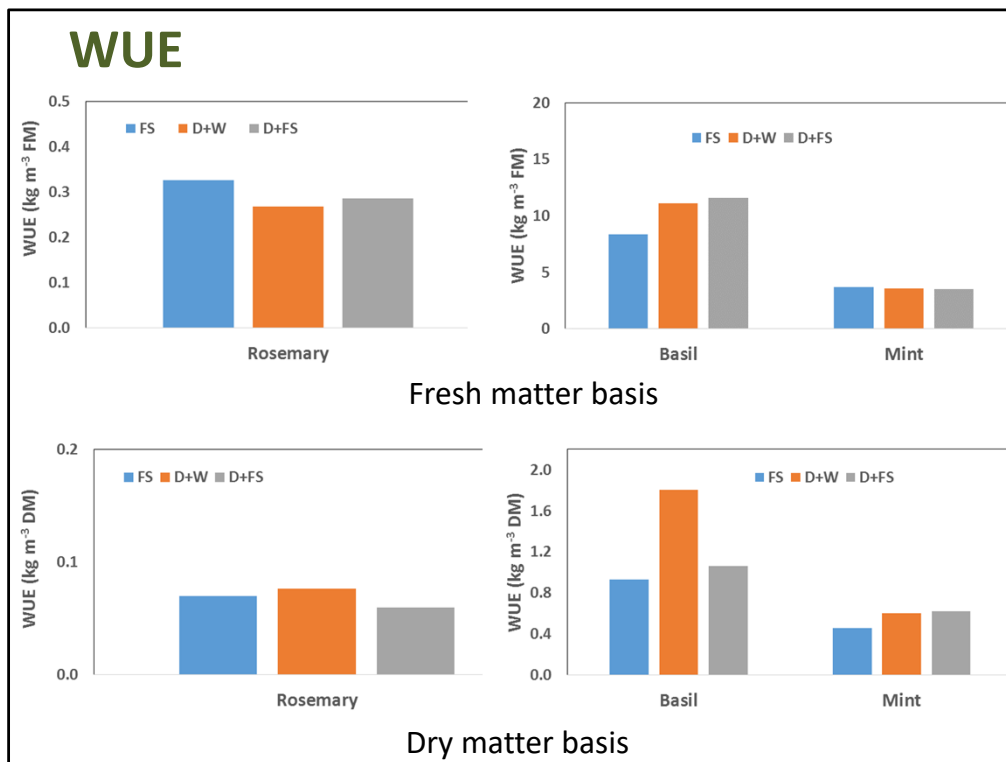 WUE
0.5
0.4
0.3
0.2
0.1
0.0
WUE (kg m⁻³ FM)
FS D+W D+FS
Rosemary
20
15
10
5
0
WUE (kg m⁻³ FM)
FS D+W D+FS
Basil Mint
Fresh matter basis
0.2
0.1
0.0
WUE (kg m⁻³ DM)
FS D+W D+FS
Rosemary
2.0
1.6
1.2
0.8
0.4
0.0
WUE (kg m⁻³ DM)
FS D+W D+FS
Basil Mint
Dry matter basis